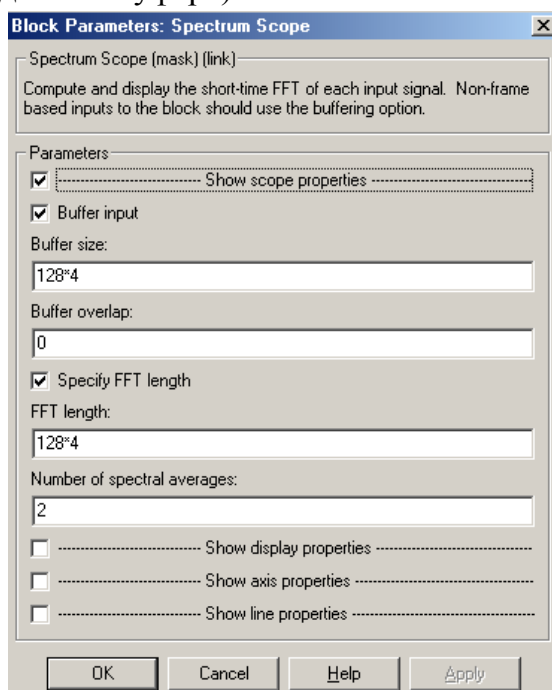 Block Parameters: Spectrum Scope
Spectrum Scope (mask) (link)
Compute and display the short-time FFT of each input signal. Non-frame
based inputs to the block should use the buffering option.
Parameters
Show scope properties
Buffer input
Buffer size:
128*4
Buffer overlap:
0
Specify FFT length
FFT length:
128*4
Number of spectral averages:
2
Show display properties
Show axis properties
Show line properties
OK Cancel Help Apply